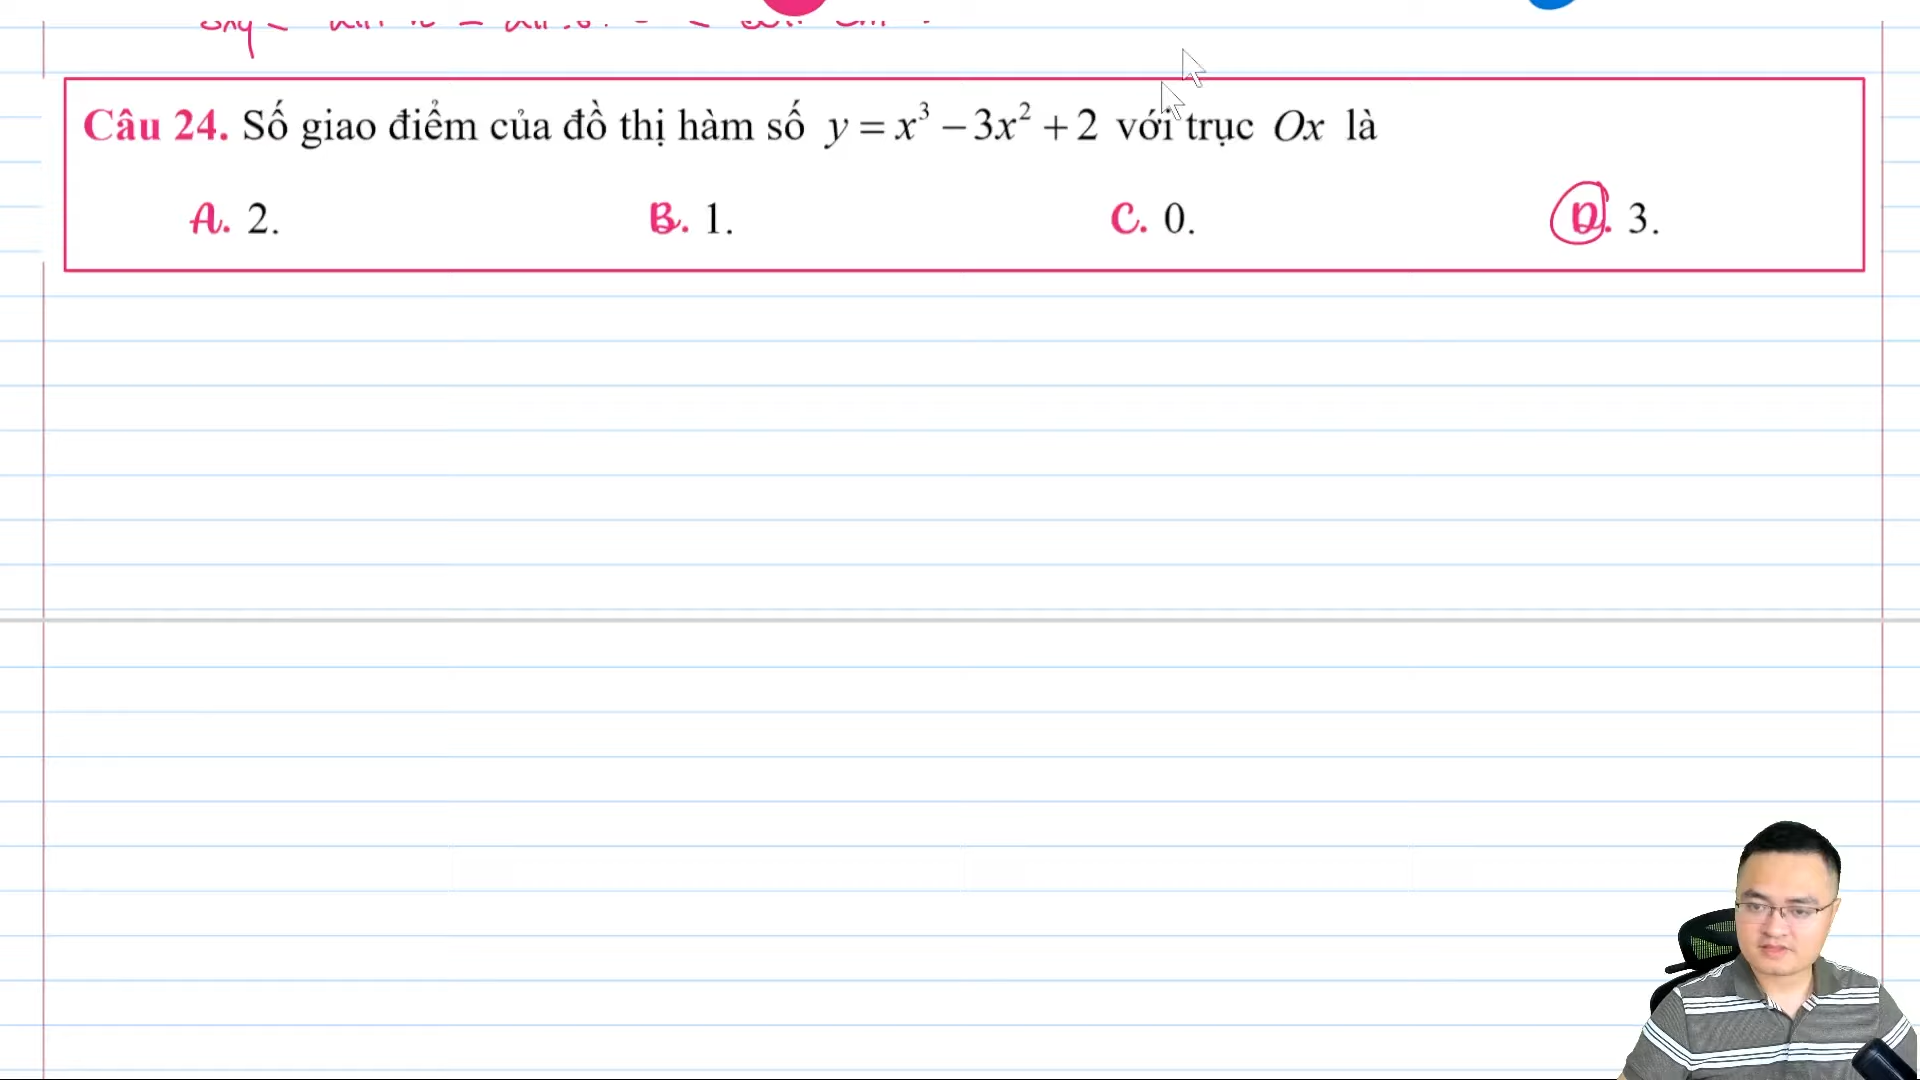 Câu 24. Số giao điểm của đồ thị hàm số y = x³ − 3x² + 2 với trục Ox là
A. 2. B. 1. C. 0. D. 3.